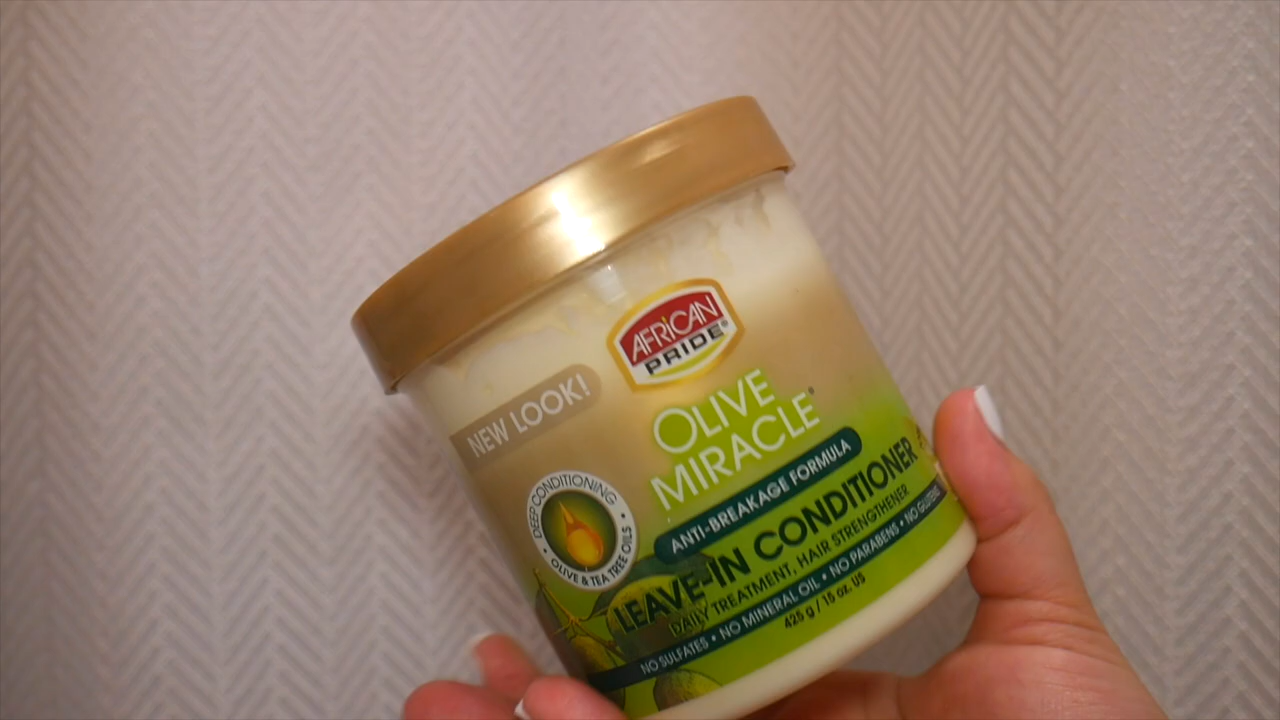 AFRICAN
PRIDE®
NEW LOOK!
OLIVE
MIRACLE®
DEEP CONDITIONING
• OLIVE & TEA TREE OILS •
ANTI-BREAKAGE FORMULA
LEAVE-IN CONDITIONER
DAILY TREATMENT, HAIR STRENGTHENER
NO SULFATES • NO MINERAL OIL • NO PARABENS • NO
425 g / 15 oz. US